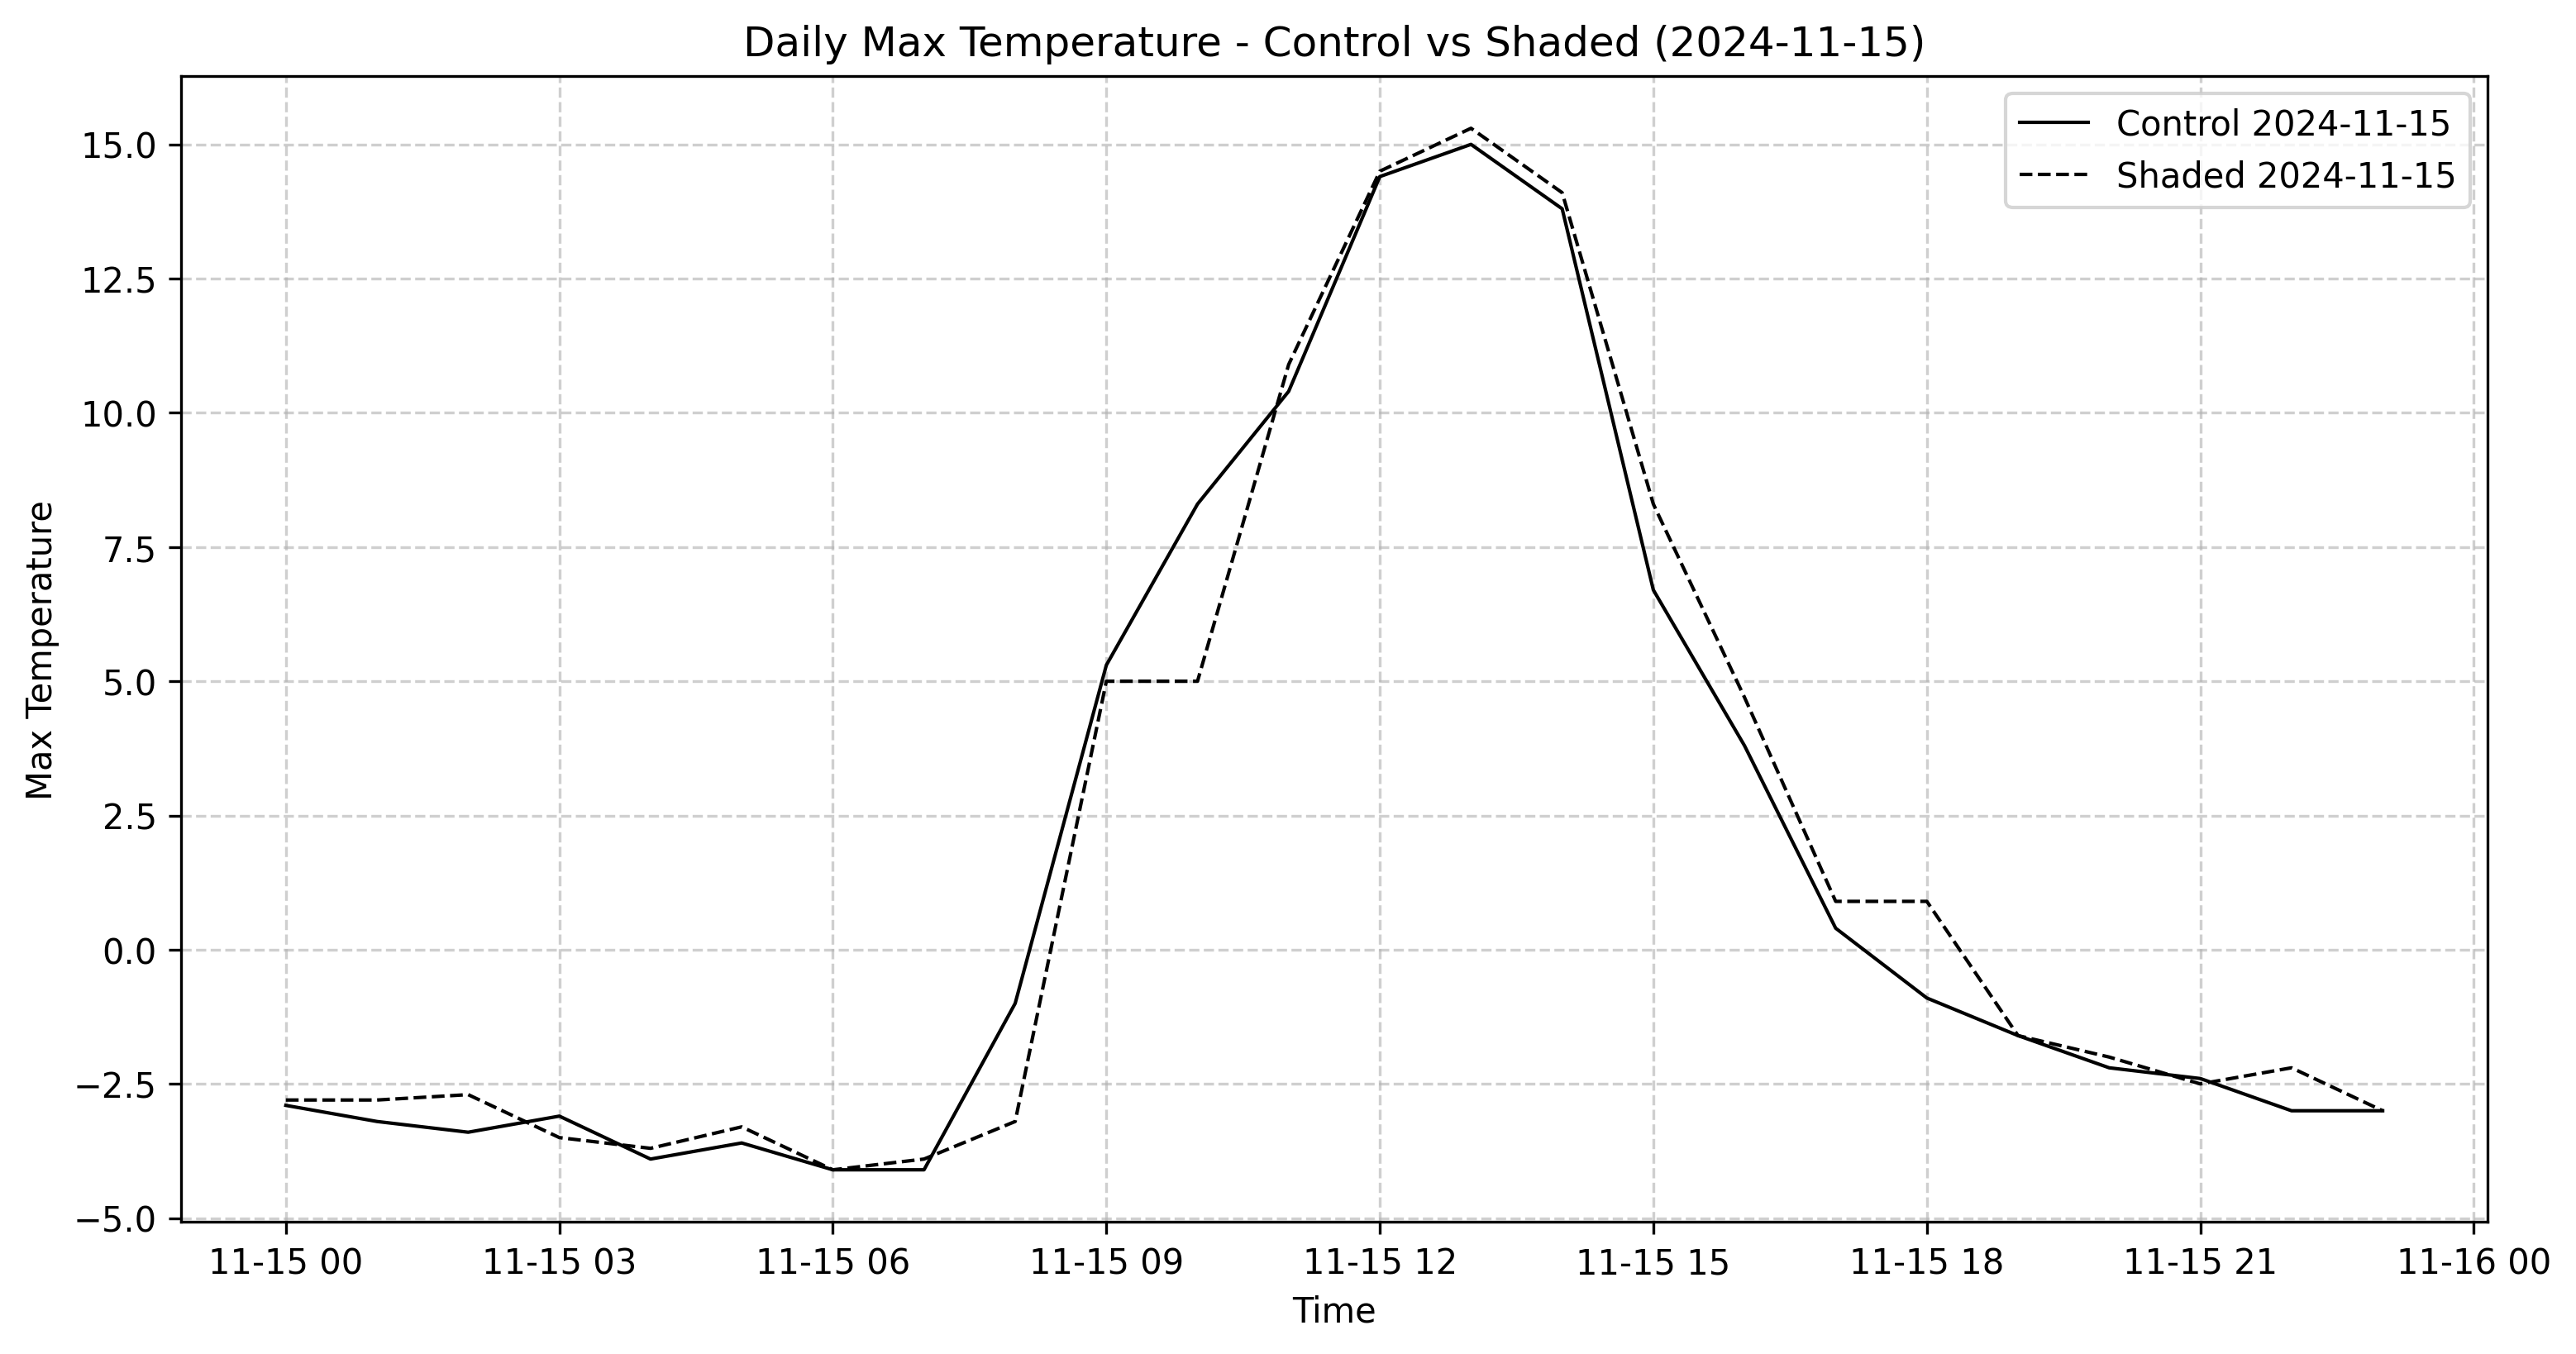 Daily Max Temperature - Control vs Shaded (2024-11-15)
Control 2024-11-15
Shaded 2024-11-15
Max Temperature
15.0
12.5
10.0
7.5
5.0
2.5
0.0
−2.5
−5.0
11-15 00 11-15 03 11-15 06 11-15 09 11-15 12 11-15 15 11-15 18 11-15 21 11-16 00
Time